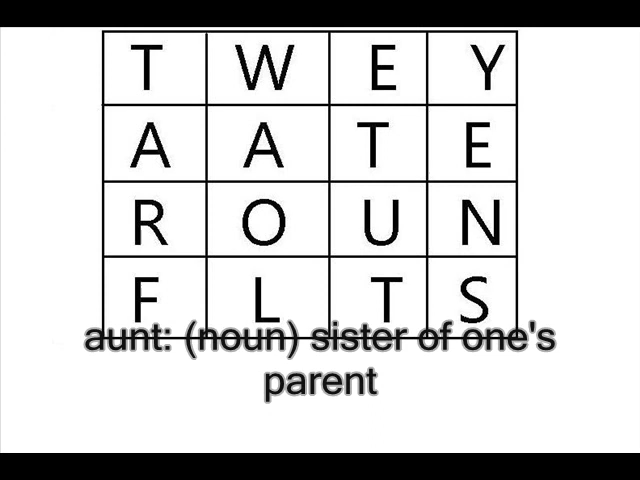 T W E Y
A A T E
R O U N
F L T S
aunt: (noun) sister of one's
parent